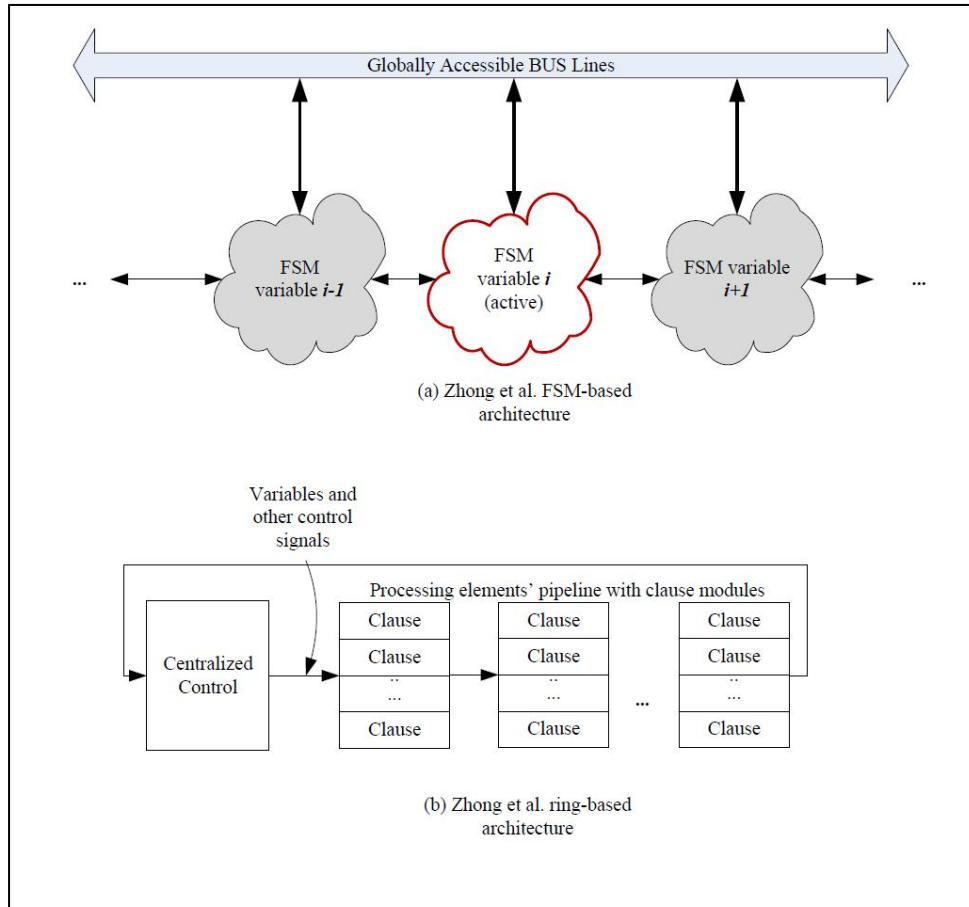 Globally Accessible BUS Lines
FSM
variable i-1
FSM
variable i
(active)
FSM variable
i+1
...
...
(a) Zhong et al. FSM-based
architecture
Variables and
other control
signals
Processing elements' pipeline with clause modules
Centralized
Control
Clause
Clause
..
...
Clause
Clause
Clause
..
...
Clause
...
Clause
Clause
..
...
Clause
(b) Zhong et al. ring-based
architecture